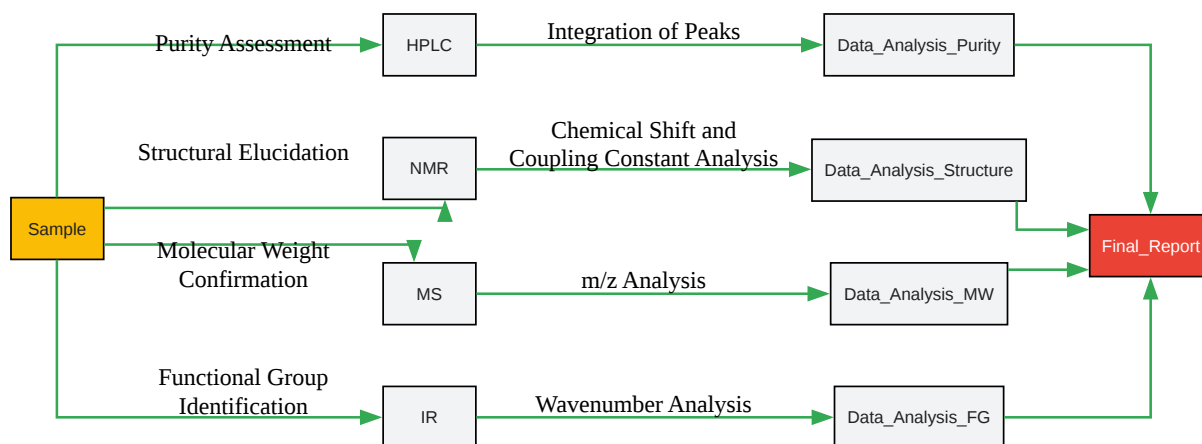 Purity Assessment
HPLC
Integration of Peaks
Data_Analysis_Purity
Structural Elucidation
NMR
Chemical Shift and
Coupling Constant Analysis
Data_Analysis_Structure
Sample
Final_Report
Molecular Weight
Confirmation
MS
m/z Analysis
Data_Analysis_MW
Functional Group
Identification
IR
Wavenumber Analysis
Data_Analysis_FG